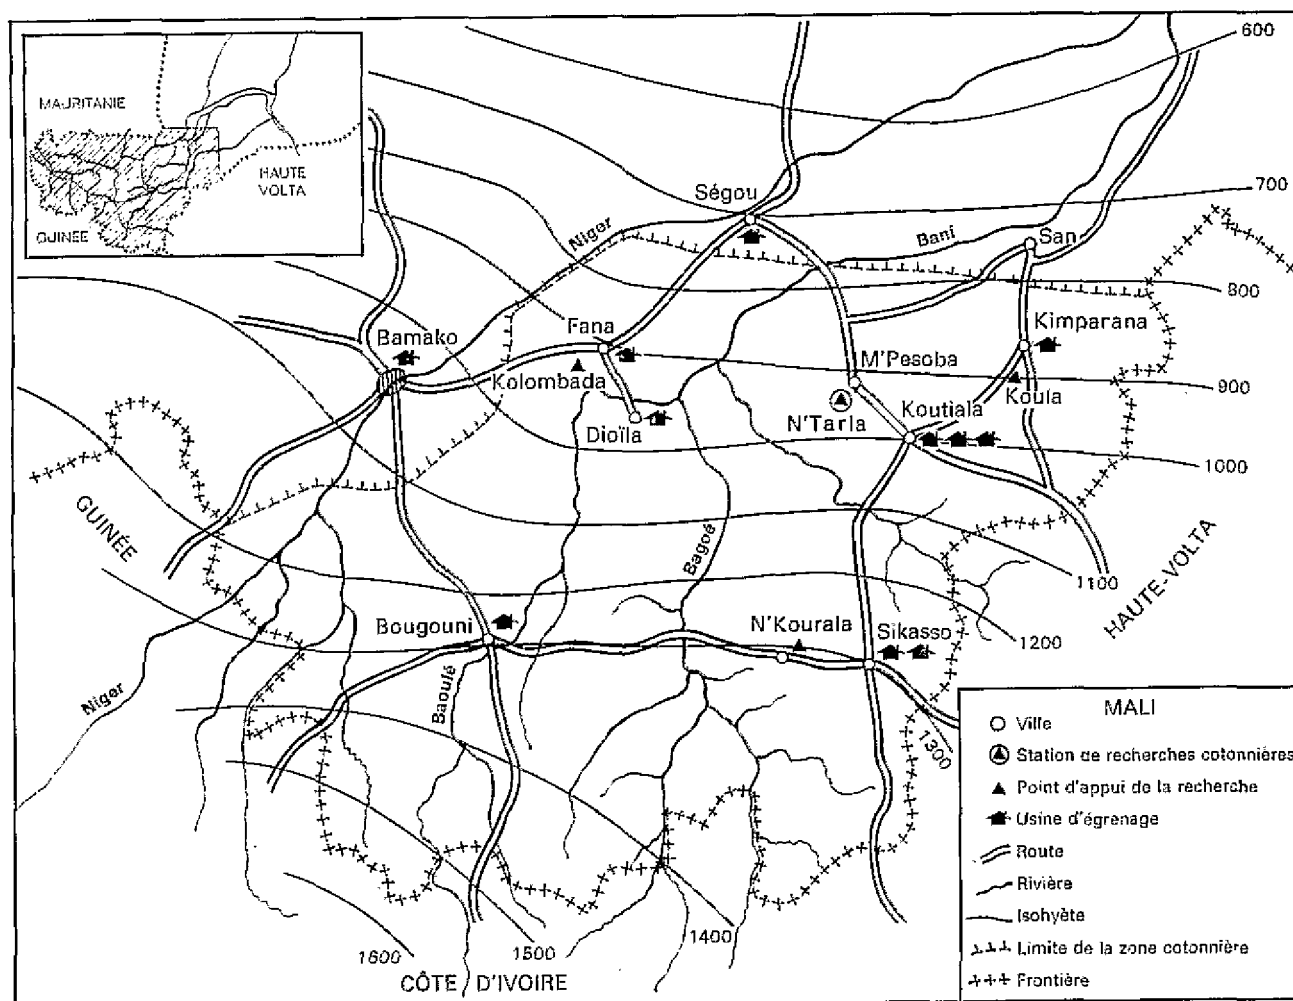 MAURITANIE
HAUTE
VOLTA
GUINÉE
600
700
Ségou
Niger
Bani
San
800
Bamako
Fana
Kimparana
M'Pesoba
Kolombada
900
Koula
N'Tarla
Koutiala
Dioïla
1000
GUINÉE
Bagoé
HAUTE-VOLTA
1100
Bougouni
N'Kourala
Sikasso
1200
Niger
Baoulé
1300
1400
1500
1600
CÔTE D'IVOIRE
MALI
Ville
Station de recherches cotonnières
Point d'appui de la recherche
Usine d'égrenage
Route
Rivière
Isohyète
Limite de la zone cotonnière
Frontière